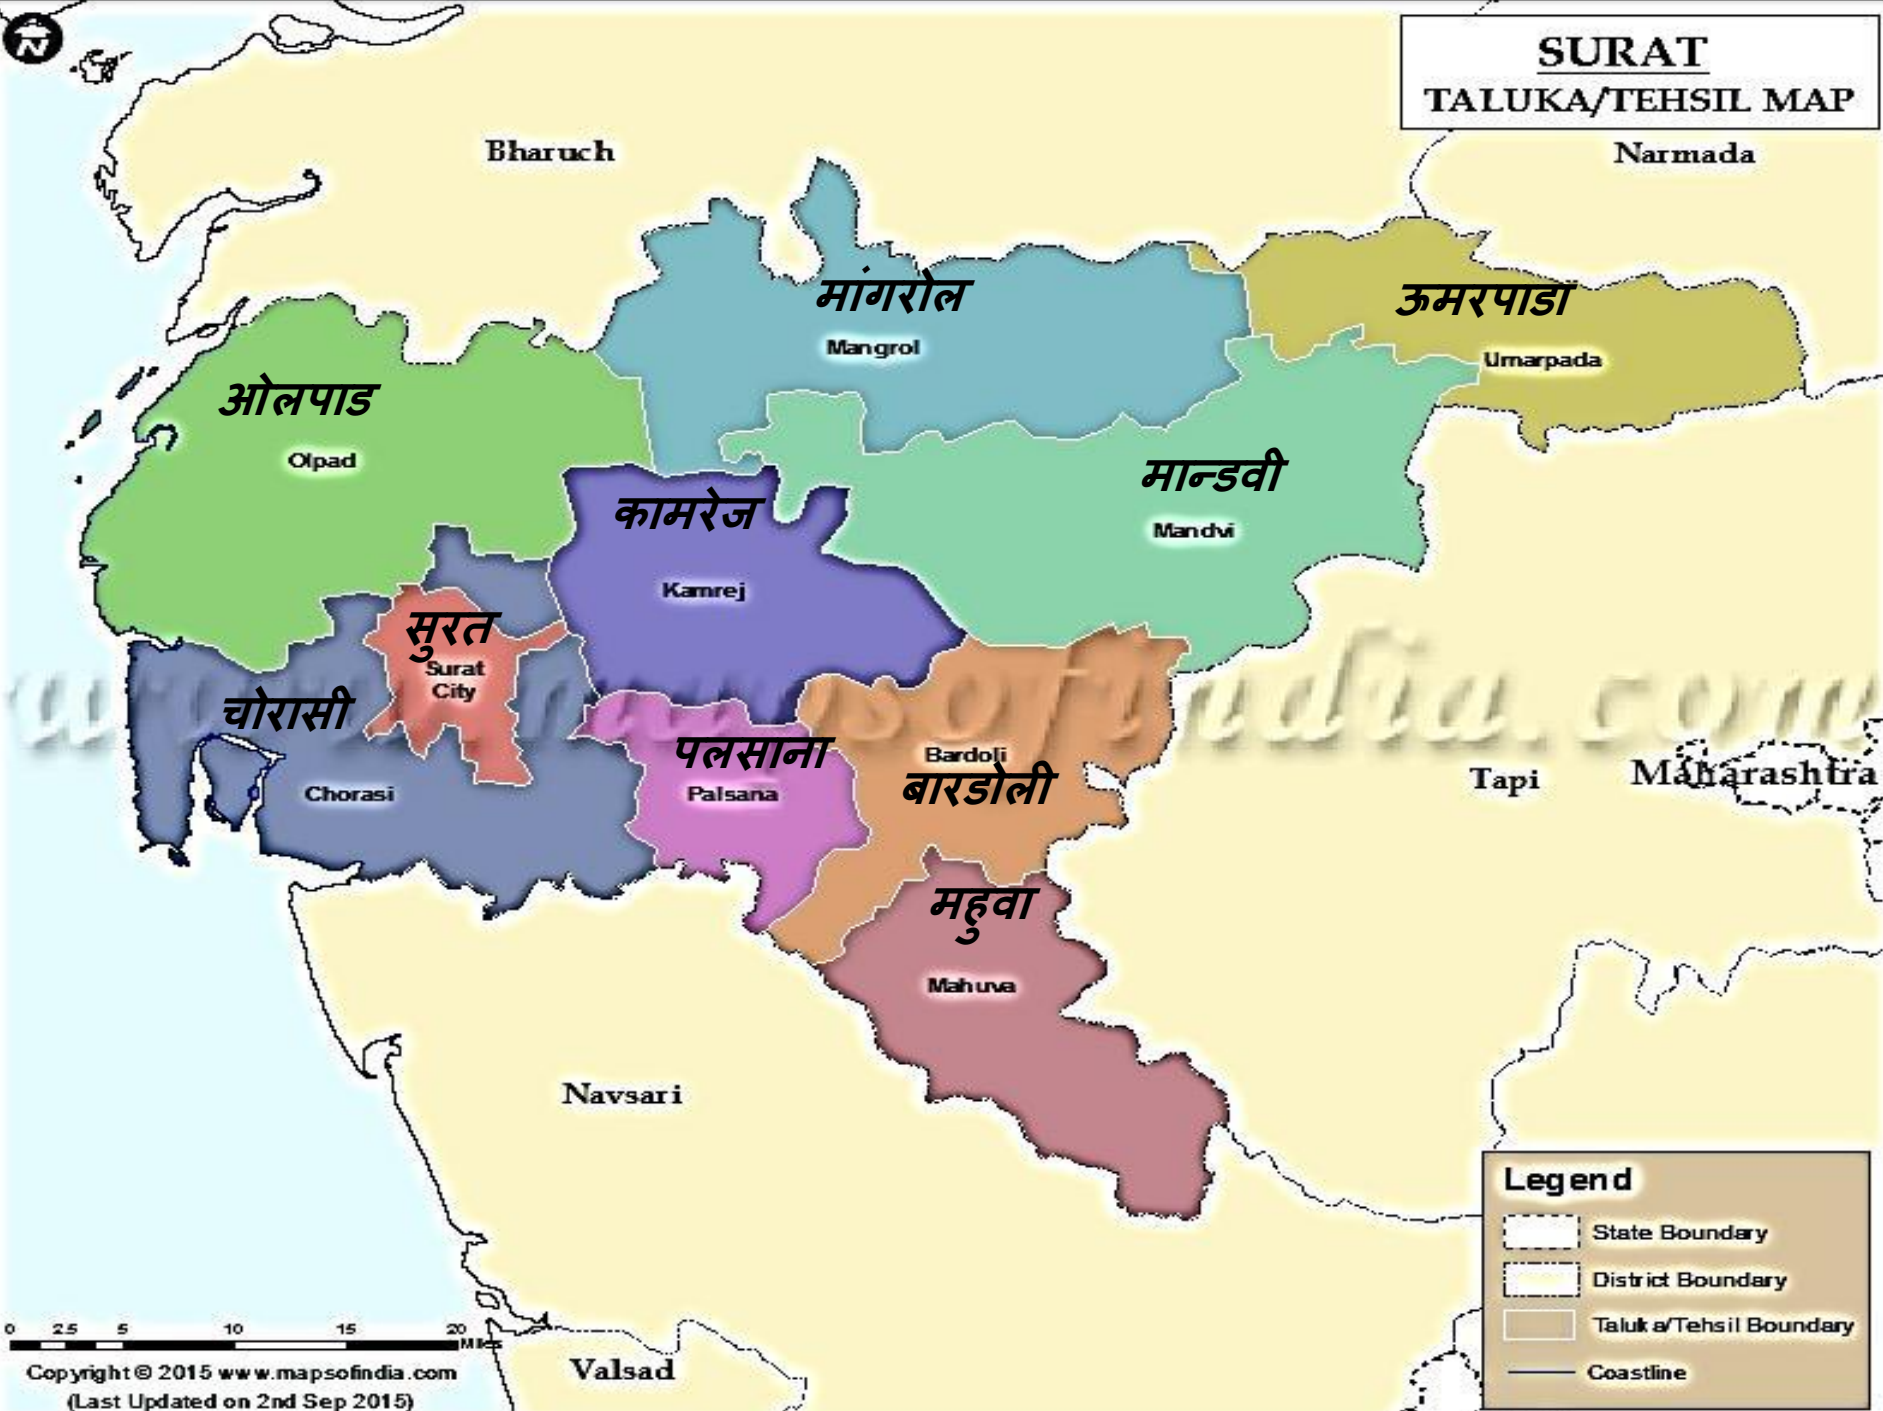 SURAT
TALUKA/TEHSIL MAP
N
Bharuch
Narmada
मांगरोल
Mangrol
ऊमरपाडा
Umarpada
ओलपाड
Olpad
मान्डवी
Mandvi
कामरेज
Kamrej
सुरत
Surat
City
चोरासी
Chorasi
पलसाना
Palsana
Bardoli
बारडोली
www.mapsofindia.com
Tapi
Maharashtra
महुवा
Mahuva
Navsari
Valsad
Legend
State Boundary
District Boundary
Taluka/Tehsil Boundary
Coastline
0 2.5 5 10 15 20
Miles
Copyright © 2015 www.mapsofindia.com
(Last Updated on 2nd Sep 2015)